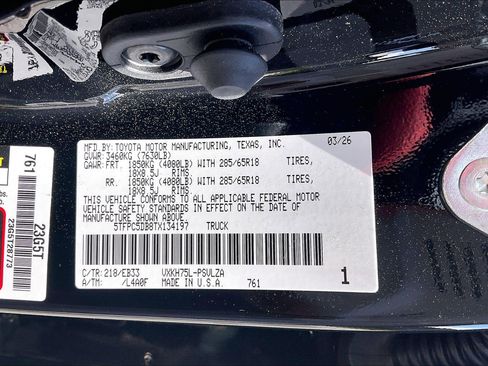 MFD. BY: TOYOTA MOTOR MANUFACTURING, TEXAS, INC. 03/26
GVWR: 3460KG (7630LB)
GAWR: FRT. 1850KG (4080LB) WITH 285/65R18 TIRES,
18X8.5J RIMS.
RR. 1850KG (4080LB) WITH 285/65R18 TIRES,
18X8.5J RIMS.
THIS VEHICLE CONFORMS TO ALL APPLICABLE FEDERAL MOTOR
VEHICLE SAFETY STANDARDS IN EFFECT ON THE DATE OF
MANUFACTURE SHOWN ABOVE.
5TFPC5DB8TX134197 TRUCK
C/TR: 218/EB33 VXKH75L-PSVLZA
A/TM: /L4A0F MADE IN U.S.A. 761 1
761
23G5T
23G5T28773